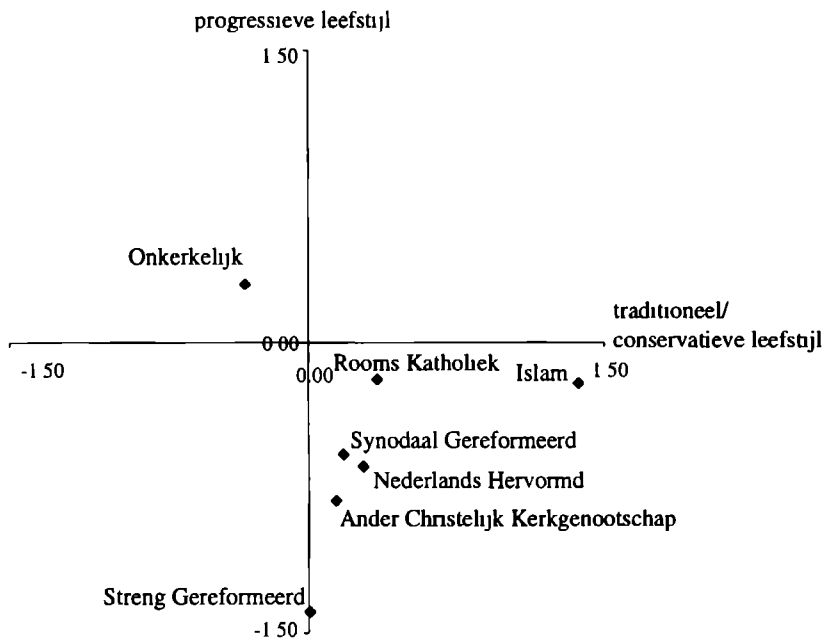 progressieve leefstijl
1 50
Onkerkelijk
traditioneel/
conservatieve leefstijl
0 00
-1 50
0.00
Rooms Katholiek
Islam
1 50
Synodaal Gereformeerd
Nederlands Hervormd
Ander Christelijk Kerkgenootschap
Streng Gereformeerd
-1 50